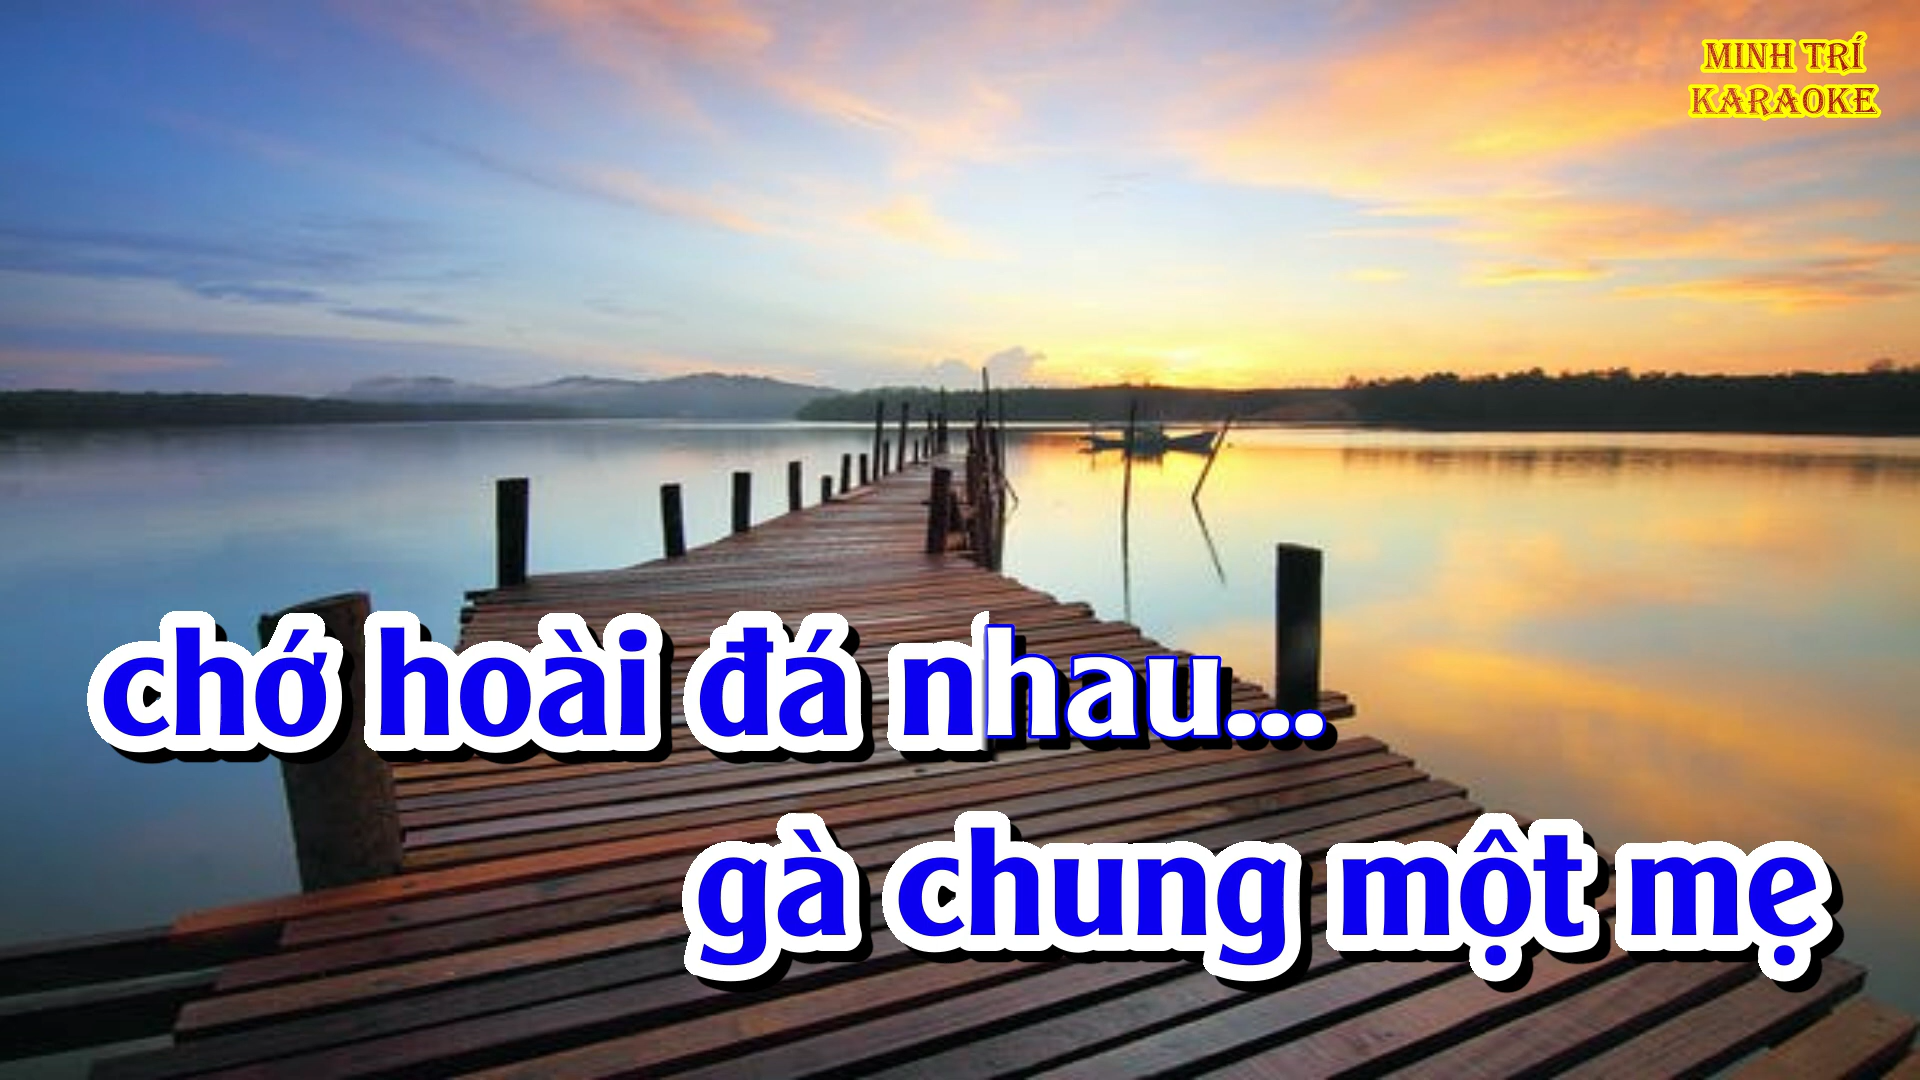 MINH TRÍ
KARAOKE
chớ hoài đá nhau...
gà chung một mẹ